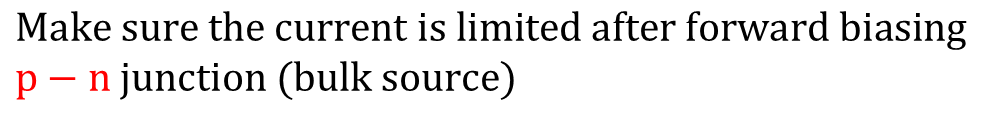 Make sure the current is limited after forward biasing
p − n junction (bulk source)